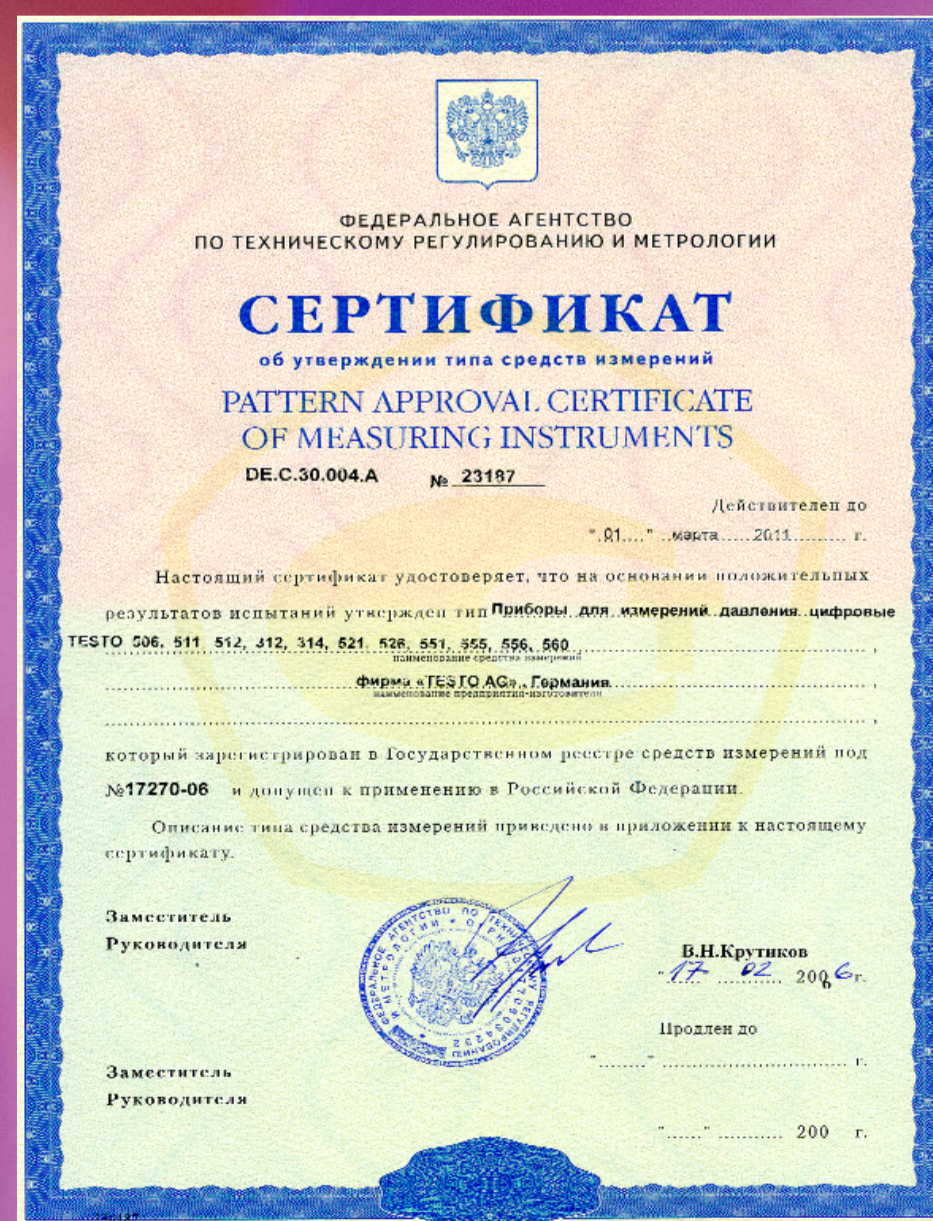 ФЕДЕРАЛЬНОЕ АГЕНТСТВО
ПО ТЕХНИЧЕСКОМУ РЕГУЛИРОВАНИЮ И МЕТРОЛОГИИ
СЕРТИФИКАТ
об утверждении типа средств измерений
PATTERN APPROVAL CERTIFICATE
OF MEASURING INSTRUMENTS
DE.C.30.004.A № 23187
Действителен до
".01...." ..марта..... 2011......... г.
Настоящий сертификат удостоверяет, что на основании положительных
результатов испытаний утвержден тип Приборы для измерений давления цифровые
TESTO 506, 511, 512, 312, 314, 521, 526, 551, 555, 556, 560 ,
наименование средства измерений
фирма «TESTO AG», Германия ,
наименование предприятия-изготовителя
,
который зарегистрирован в Государственном реестре средств измерений под
№17270-06 и допущен к применению в Российской Федерации.
Описание типа средства измерений приведено в приложении к настоящему
сертификату.
Заместитель
Руководителя
В.Н.Крутиков
"17" 02 2006г.
Продлен до
"......." .................................. г.
Заместитель
Руководителя
"......" ............ 200 г.